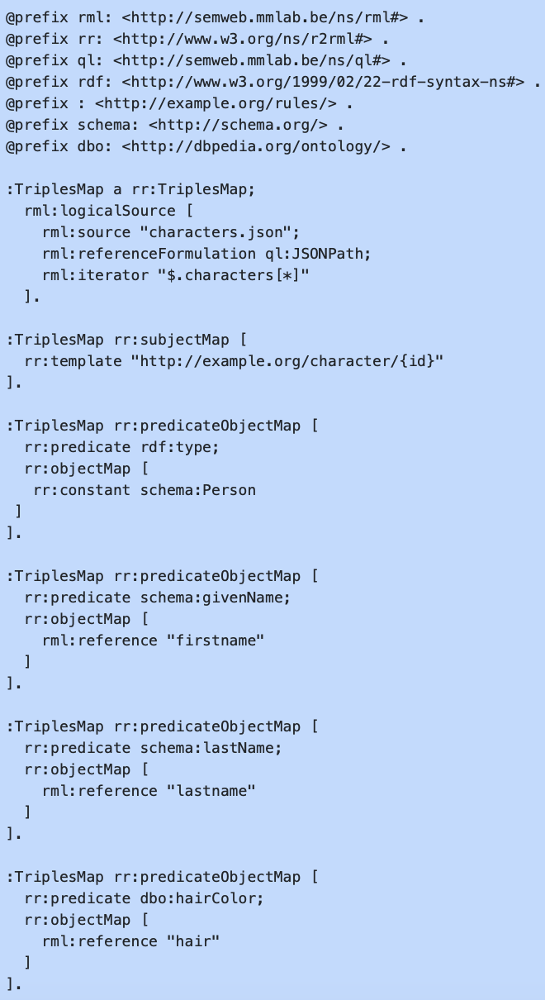 @prefix rml: <http://semweb.mmlab.be/ns/rml#> .
@prefix rr: <http://www.w3.org/ns/r2rml#> .
@prefix ql: <http://semweb.mmlab.be/ns/ql#> .
@prefix rdf: <http://www.w3.org/1999/02/22-rdf-syntax-ns#> .
@prefix : <http://example.org/rules/> .
@prefix schema: <http://schema.org/> .
@prefix dbo: <http://dbpedia.org/ontology/> .

:TriplesMap a rr:TriplesMap;
  rml:logicalSource [
    rml:source "characters.json";
    rml:referenceFormulation ql:JSONPath;
    rml:iterator "$.characters[*]"
  ].

:TriplesMap rr:subjectMap [
  rr:template "http://example.org/character/{id}"
].

:TriplesMap rr:predicateObjectMap [
  rr:predicate rdf:type;
  rr:objectMap [
   rr:constant schema:Person
 ]
].

:TriplesMap rr:predicateObjectMap [
  rr:predicate schema:givenName;
  rr:objectMap [
    rml:reference "firstname"
  ]
].

:TriplesMap rr:predicateObjectMap [
  rr:predicate schema:lastName;
  rr:objectMap [
    rml:reference "lastname"
  ]
].

:TriplesMap rr:predicateObjectMap [
  rr:predicate dbo:hairColor;
  rr:objectMap [
    rml:reference "hair"
  ]
].